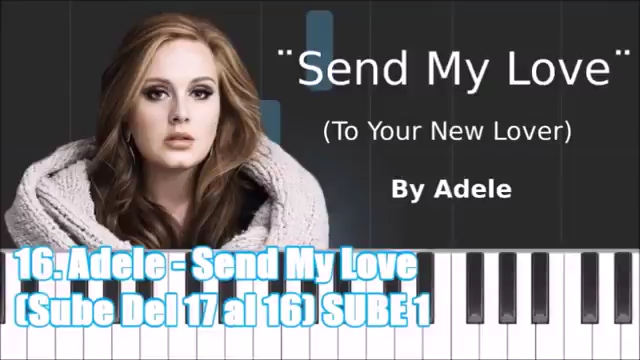 ¨Send My Love¨
(To Your New Lover)
By Adele
16. Adele - Send My Love
(Sube Del 17 al 16) SUBE 1